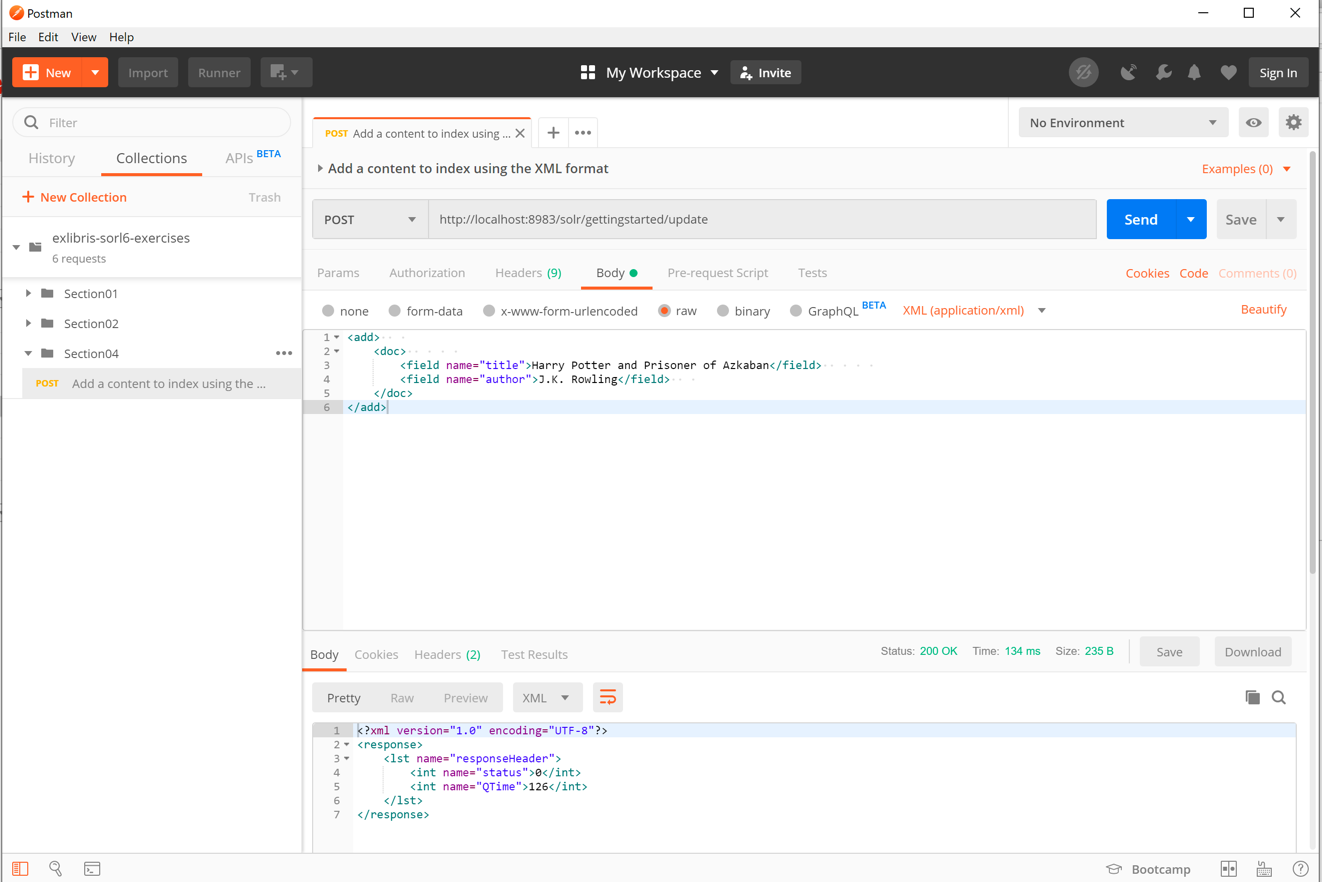 Postman
File Edit View Help
New Import Runner My Workspace Invite Sign In
Filter
History Collections APIs BETA
New Collection Trash
exlibris-sorl6-exercises
6 requests
Section01
Section02
Section04
POST Add a content to index using the ...
POST Add a content to index using ...
No Environment
Add a content to index using the XML format Examples (0)
POST http://localhost:8983/solr/gettingstarted/update Send Save
Params Authorization Headers (9) Body Pre-request Script Tests Cookies Code Comments (0)
none form-data x-www-form-urlencoded raw binary GraphQL BETA XML (application/xml) Beautify
1 <add>
2 <doc>
3 <field name="title">Harry Potter and Prisoner of Azkaban</field>
4 <field name="author">J.K. Rowling</field>
5 </doc>
6 </add>
Body Cookies Headers (2) Test Results Status: 200 OK Time: 134 ms Size: 235 B Save Download
Pretty Raw Preview XML
1 <?xml version="1.0" encoding="UTF-8"?>
2 <response>
3 <lst name="responseHeader">
4 <int name="status">0</int>
5 <int name="QTime">126</int>
6 </lst>
7 </response>
Bootcamp